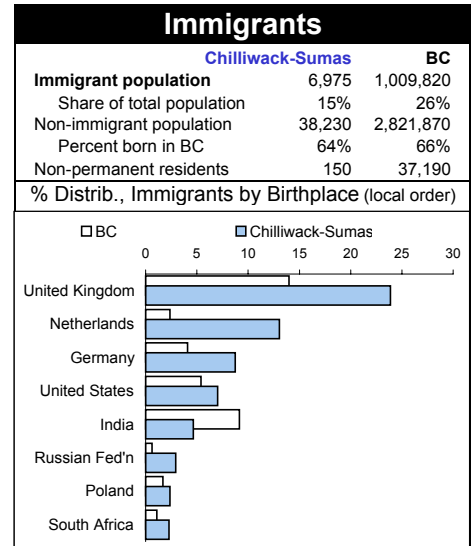 Immigrants
Chilliwack-Sumas BC
Immigrant population 6,975 1,009,820
Share of total population 15% 26%
Non-immigrant population 38,230 2,821,870
Percent born in BC 64% 66%
Non-permanent residents 150 37,190
% Distrib., Immigrants by Birthplace (local order)
BC Chilliwack-Sumas
0 5 10 15 20 25 30
United Kingdom
Netherlands
Germany
United States
India
Russian Fed'n
Poland
South Africa